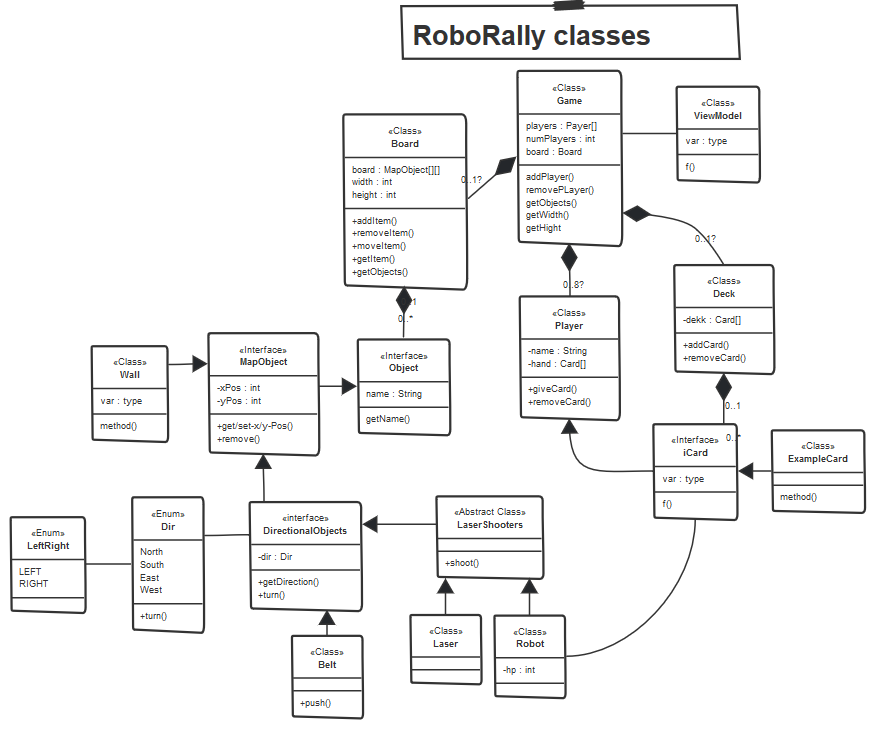 RoboRally classes
«Class»
Game
players : Payer[]
numPlayers : int
board : Board
addPlayer()
removePLayer()
getObjects()
getWidth()
getHight
«Class»
ViewModel
var : type
f()
«Class»
Board
board : MapObject[][]
width : int
height : int
+addItem()
+removeItem()
+moveItem()
+getItem()
+getObjects()
0..1?
0..1?
0..8?
«Class»
Deck
-dekk : Card[]
+addCard()
+removeCard()
«Class»
Player
-name : String
-hand : Card[]
+giveCard()
+removeCard()
0..*
«Class»
Wall
var : type
method()
«Interface»
MapObject
-xPos : int
-yPos : int
+get/set-x/y-Pos()
+remove()
«Interface»
Object
name : String
getName()
0..1
0..*
«Interface»
iCard
var : type
f()
«Class»
ExampleCard
method()
«Enum»
LeftRight
LEFT
RIGHT
«Enum»
Dir
North
South
East
West
+turn()
«interface»
DirectionalObjects
-dir : Dir
+getDirection()
+turn()
«Abstract Class»
LaserShooters
+shoot()
«Class»
Belt
+push()
«Class»
Laser
«Class»
Robot
-hp : int